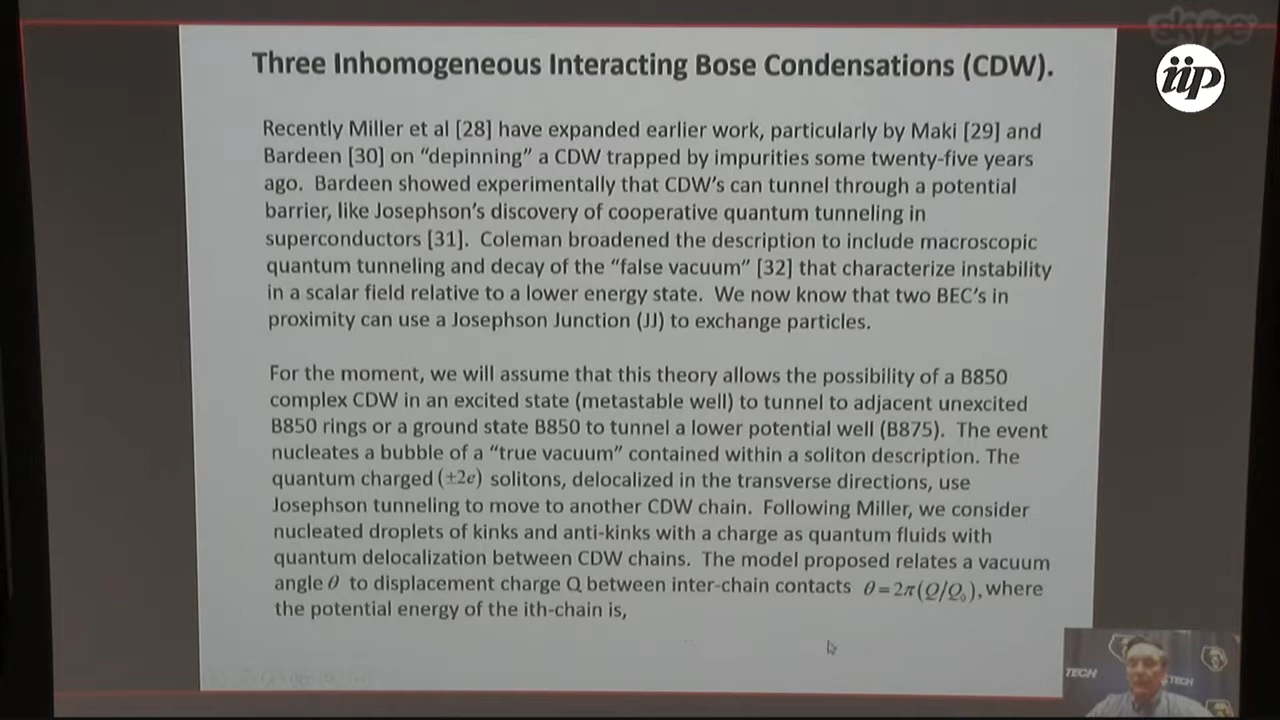 skype
iip
Three Inhomogeneous Interacting Bose Condensations (CDW).
Recently Miller et al [28] have expanded earlier work, particularly by Maki [29] and
Bardeen [30] on “depinning” a CDW trapped by impurities some twenty-five years
ago. Bardeen showed experimentally that CDW’s can tunnel through a potential
barrier, like Josephson’s discovery of cooperative quantum tunneling in
superconductors [31]. Coleman broadened the description to include macroscopic
quantum tunneling and decay of the “false vacuum” [32] that characterize instability
in a scalar field relative to a lower energy state. We now know that two BEC’s in
proximity can use a Josephson Junction (JJ) to exchange particles.
For the moment, we will assume that this theory allows the possibility of a B850
complex CDW in an excited state (metastable well) to tunnel to adjacent unexcited
B850 rings or a ground state B850 to tunnel a lower potential well (B875). The event
nucleates a bubble of a “true vacuum” contained within a soliton description. The
quantum charged (±2e) solitons, delocalized in the transverse directions, use
Josephson tunneling to move to another CDW chain. Following Miller, we consider
nucleated droplets of kinks and anti-kinks with a charge as quantum fluids with
quantum delocalization between CDW chains. The model proposed relates a vacuum
angle θ to displacement charge Q between inter-chain contacts θ=2π(Q/Q₀), where
the potential energy of the ith-chain is,
TECH
TECH